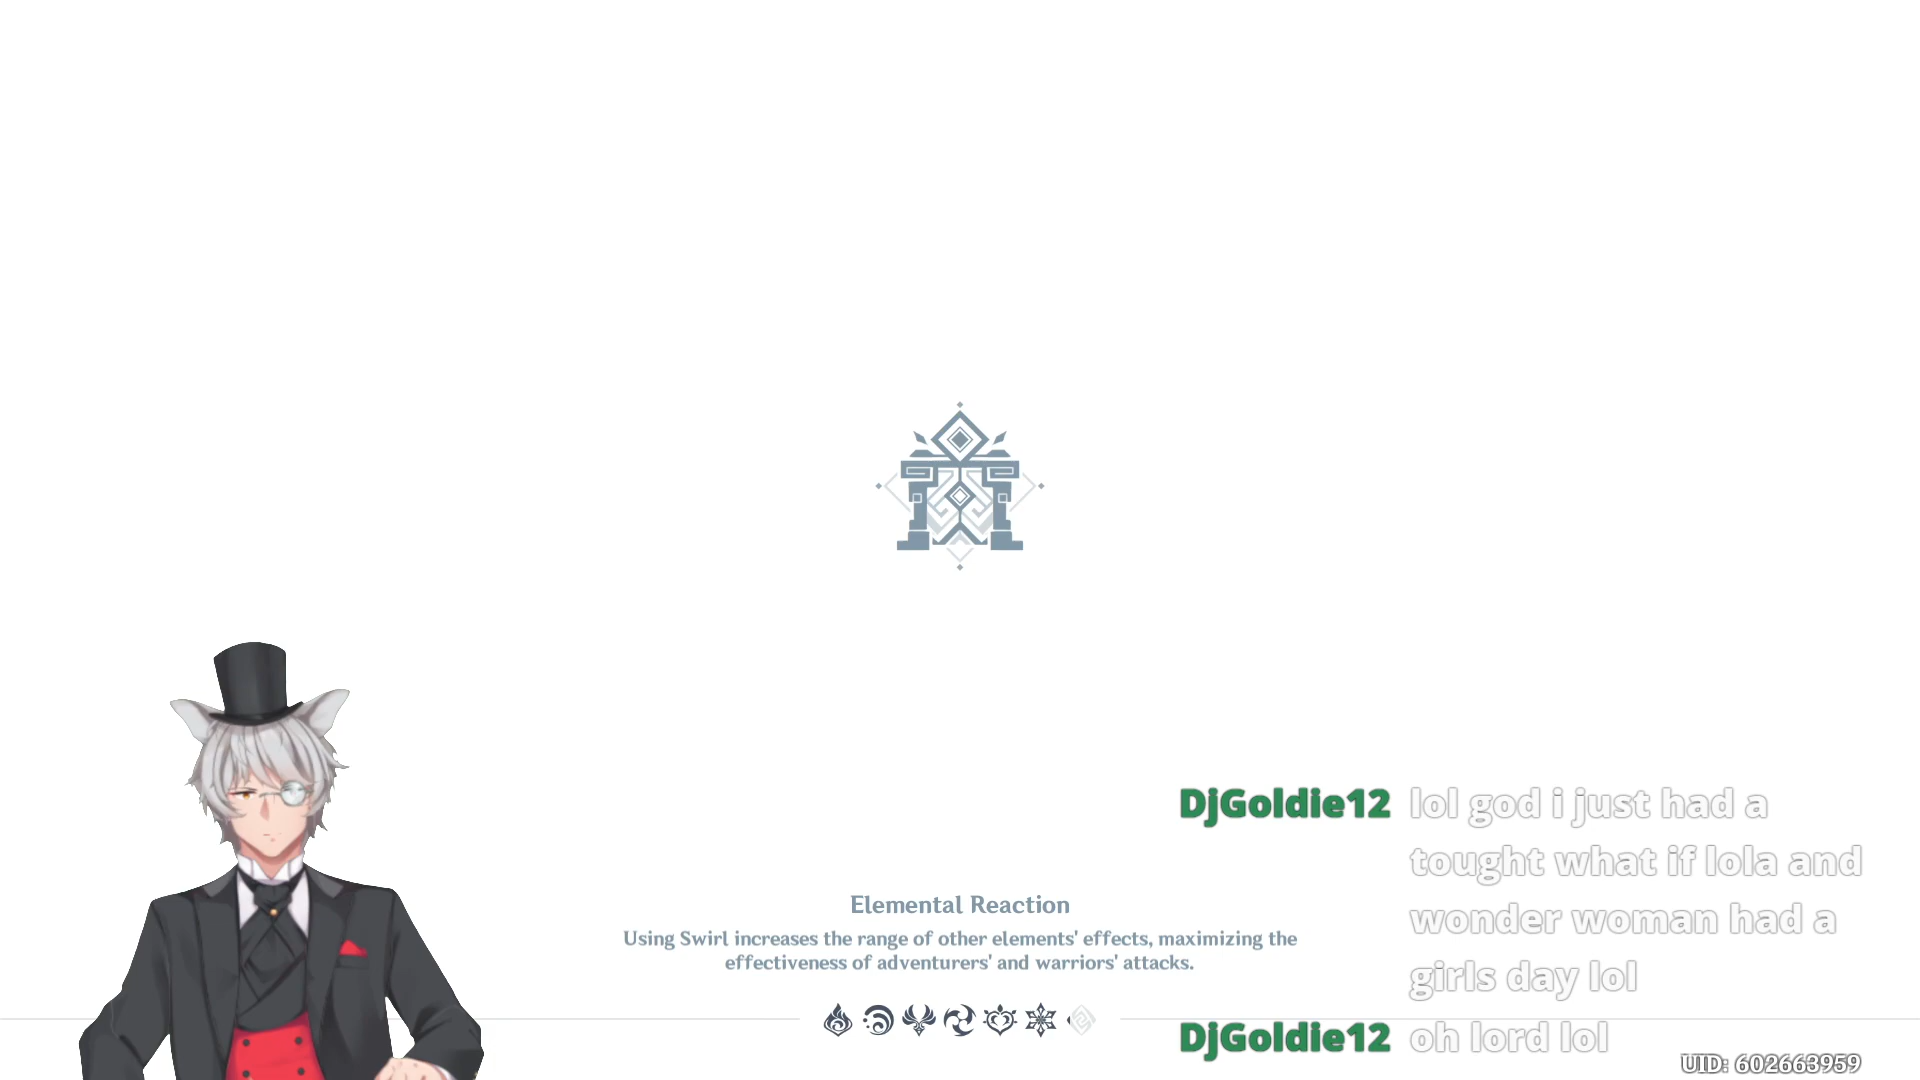 Elemental Reaction
Using Swirl increases the range of other elements' effects, maximizing the
effectiveness of adventurers' and warriors' attacks.
DjGoldie12 lol god i just had a
tought what if lola and
wonder woman had a
girls day lol
DjGoldie12 oh lord lol
UID: 602663959